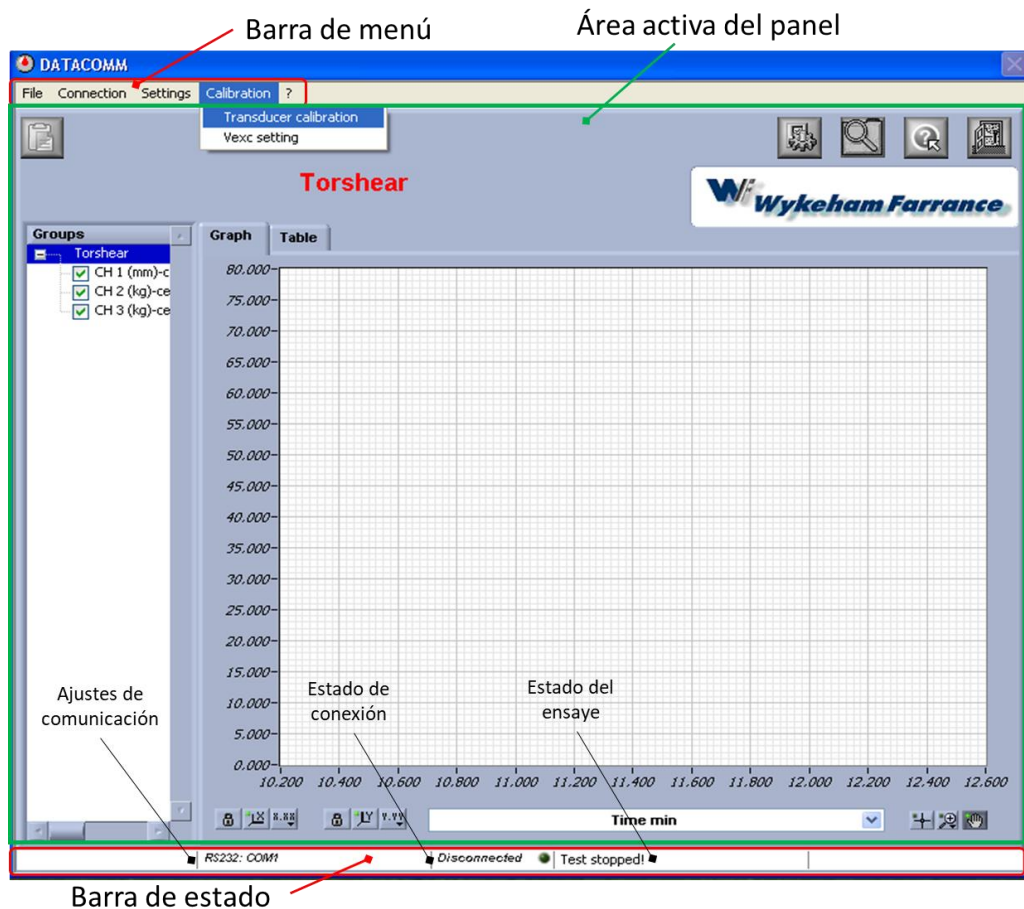 Barra de menú
Área activa del panel
DATACOMM
File Connection Settings Calibration ?
Transducer calibration
Vexc setting
Torshear
WF Wykeham Farrance
Groups
Torshear
CH 1 (mm)-c
CH 2 (kg)-ce
CH 3 (kg)-ce
Graph Table
80.000
75.000
70.000
65.000
60.000
55.000
50.000
45.000
40.000
35.000
30.000
25.000
20.000
15.000
10.000
5.000
0.000
10.200 10.400 10.600 10.800 11.000 11.200 11.400 11.600 11.800 12.000 12.200 12.400 12.600
Ajustes de
comunicación
Estado de
conexión
Estado del
ensaye
X X.XX Y Y.YY
Time min
RS232: COM1 Disconnected Test stopped!
Barra de estado